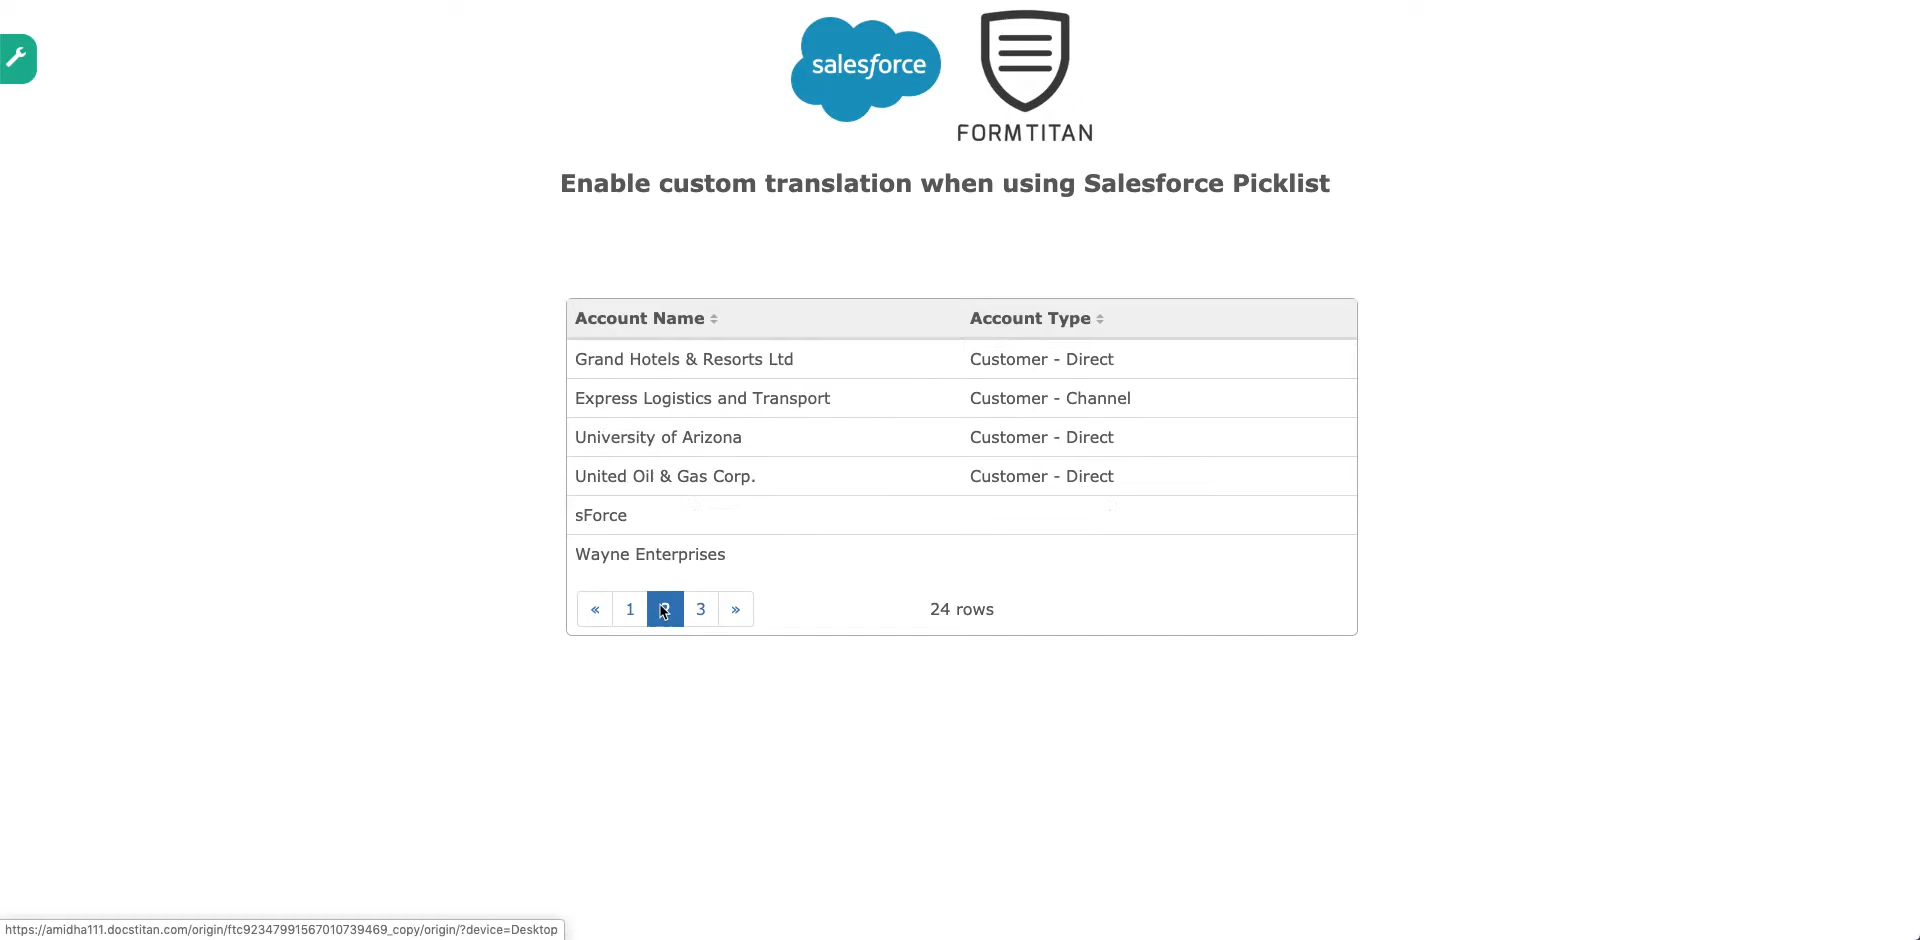 salesforce
FORMTITAN
Enable custom translation when using Salesforce Picklist
Account Name Account Type
Grand Hotels & Resorts Ltd Customer - Direct
Express Logistics and Transport Customer - Channel
University of Arizona Customer - Direct
United Oil & Gas Corp. Customer - Direct
sForce
Wayne Enterprises
« 1 2 3 » 24 rows
https://amidha111.docstitan.com/origin/ftc92347991567010739469_copy/origin/?device=Desktop